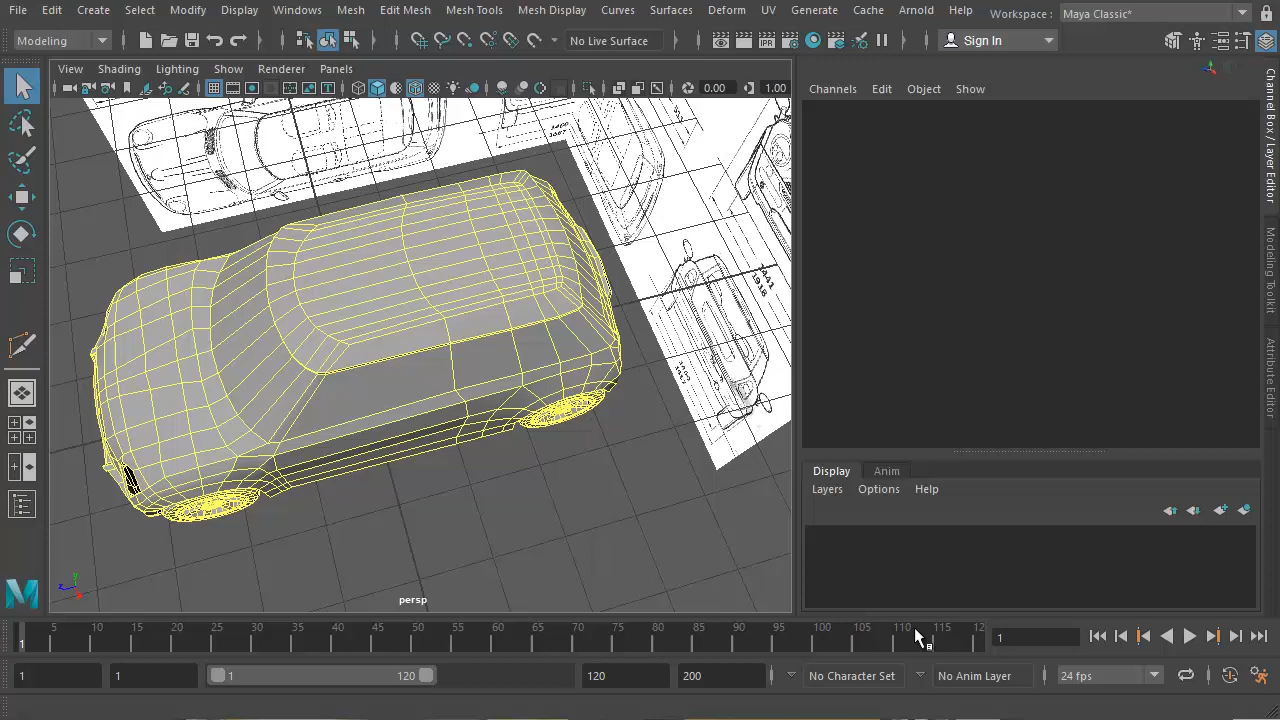 File Edit Create Select Modify Display Windows Mesh Edit Mesh Mesh Tools Mesh Display Curves Surfaces Deform UV Generate Cache Arnold Help Workspace: Maya Classic*
Modeling No Live Surface Sign In
View Shading Lighting Show Renderer Panels
0.00 1.00
Channels Edit Object Show
Channel Box / Layer Editor
Modeling Toolkit
Attribute Editor
persp
Display Anim
Layers Options Help
5 10 15 20 25 30 35 40 45 50 55 60 65 70 75 80 85 90 95 100 105 110 115 12
1 1
1 1 1 120 120 200 No Character Set No Anim Layer 24 fps